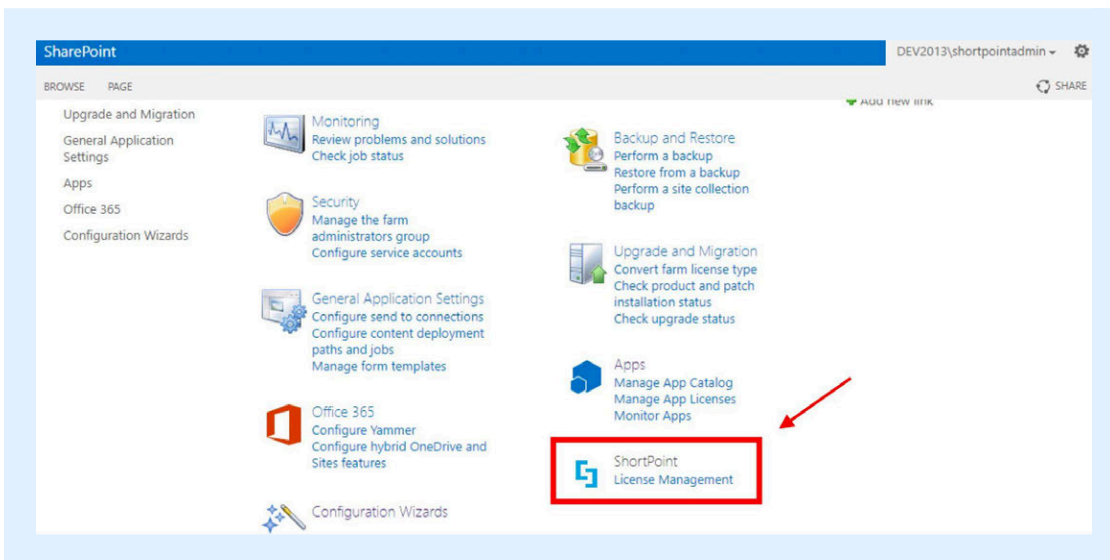 SharePoint
DEV2013\shortpointadmin
BROWSE PAGE
SHARE
Upgrade and Migration
General Application
Settings
Apps
Office 365
Configuration Wizards
Monitoring
Review problems and solutions
Check job status
Security
Manage the farm
administrators group
Configure service accounts
General Application Settings
Configure send to connections
Configure content deployment
paths and jobs
Manage form templates
Office 365
Configure Yammer
Configure hybrid OneDrive and
Sites features
Configuration Wizards
Add new link
Backup and Restore
Perform a backup
Restore from a backup
Perform a site collection
backup
Upgrade and Migration
Convert farm license type
Check product and patch
installation status
Check upgrade status
Apps
Manage App Catalog
Manage App Licenses
Monitor Apps
ShortPoint
License Management